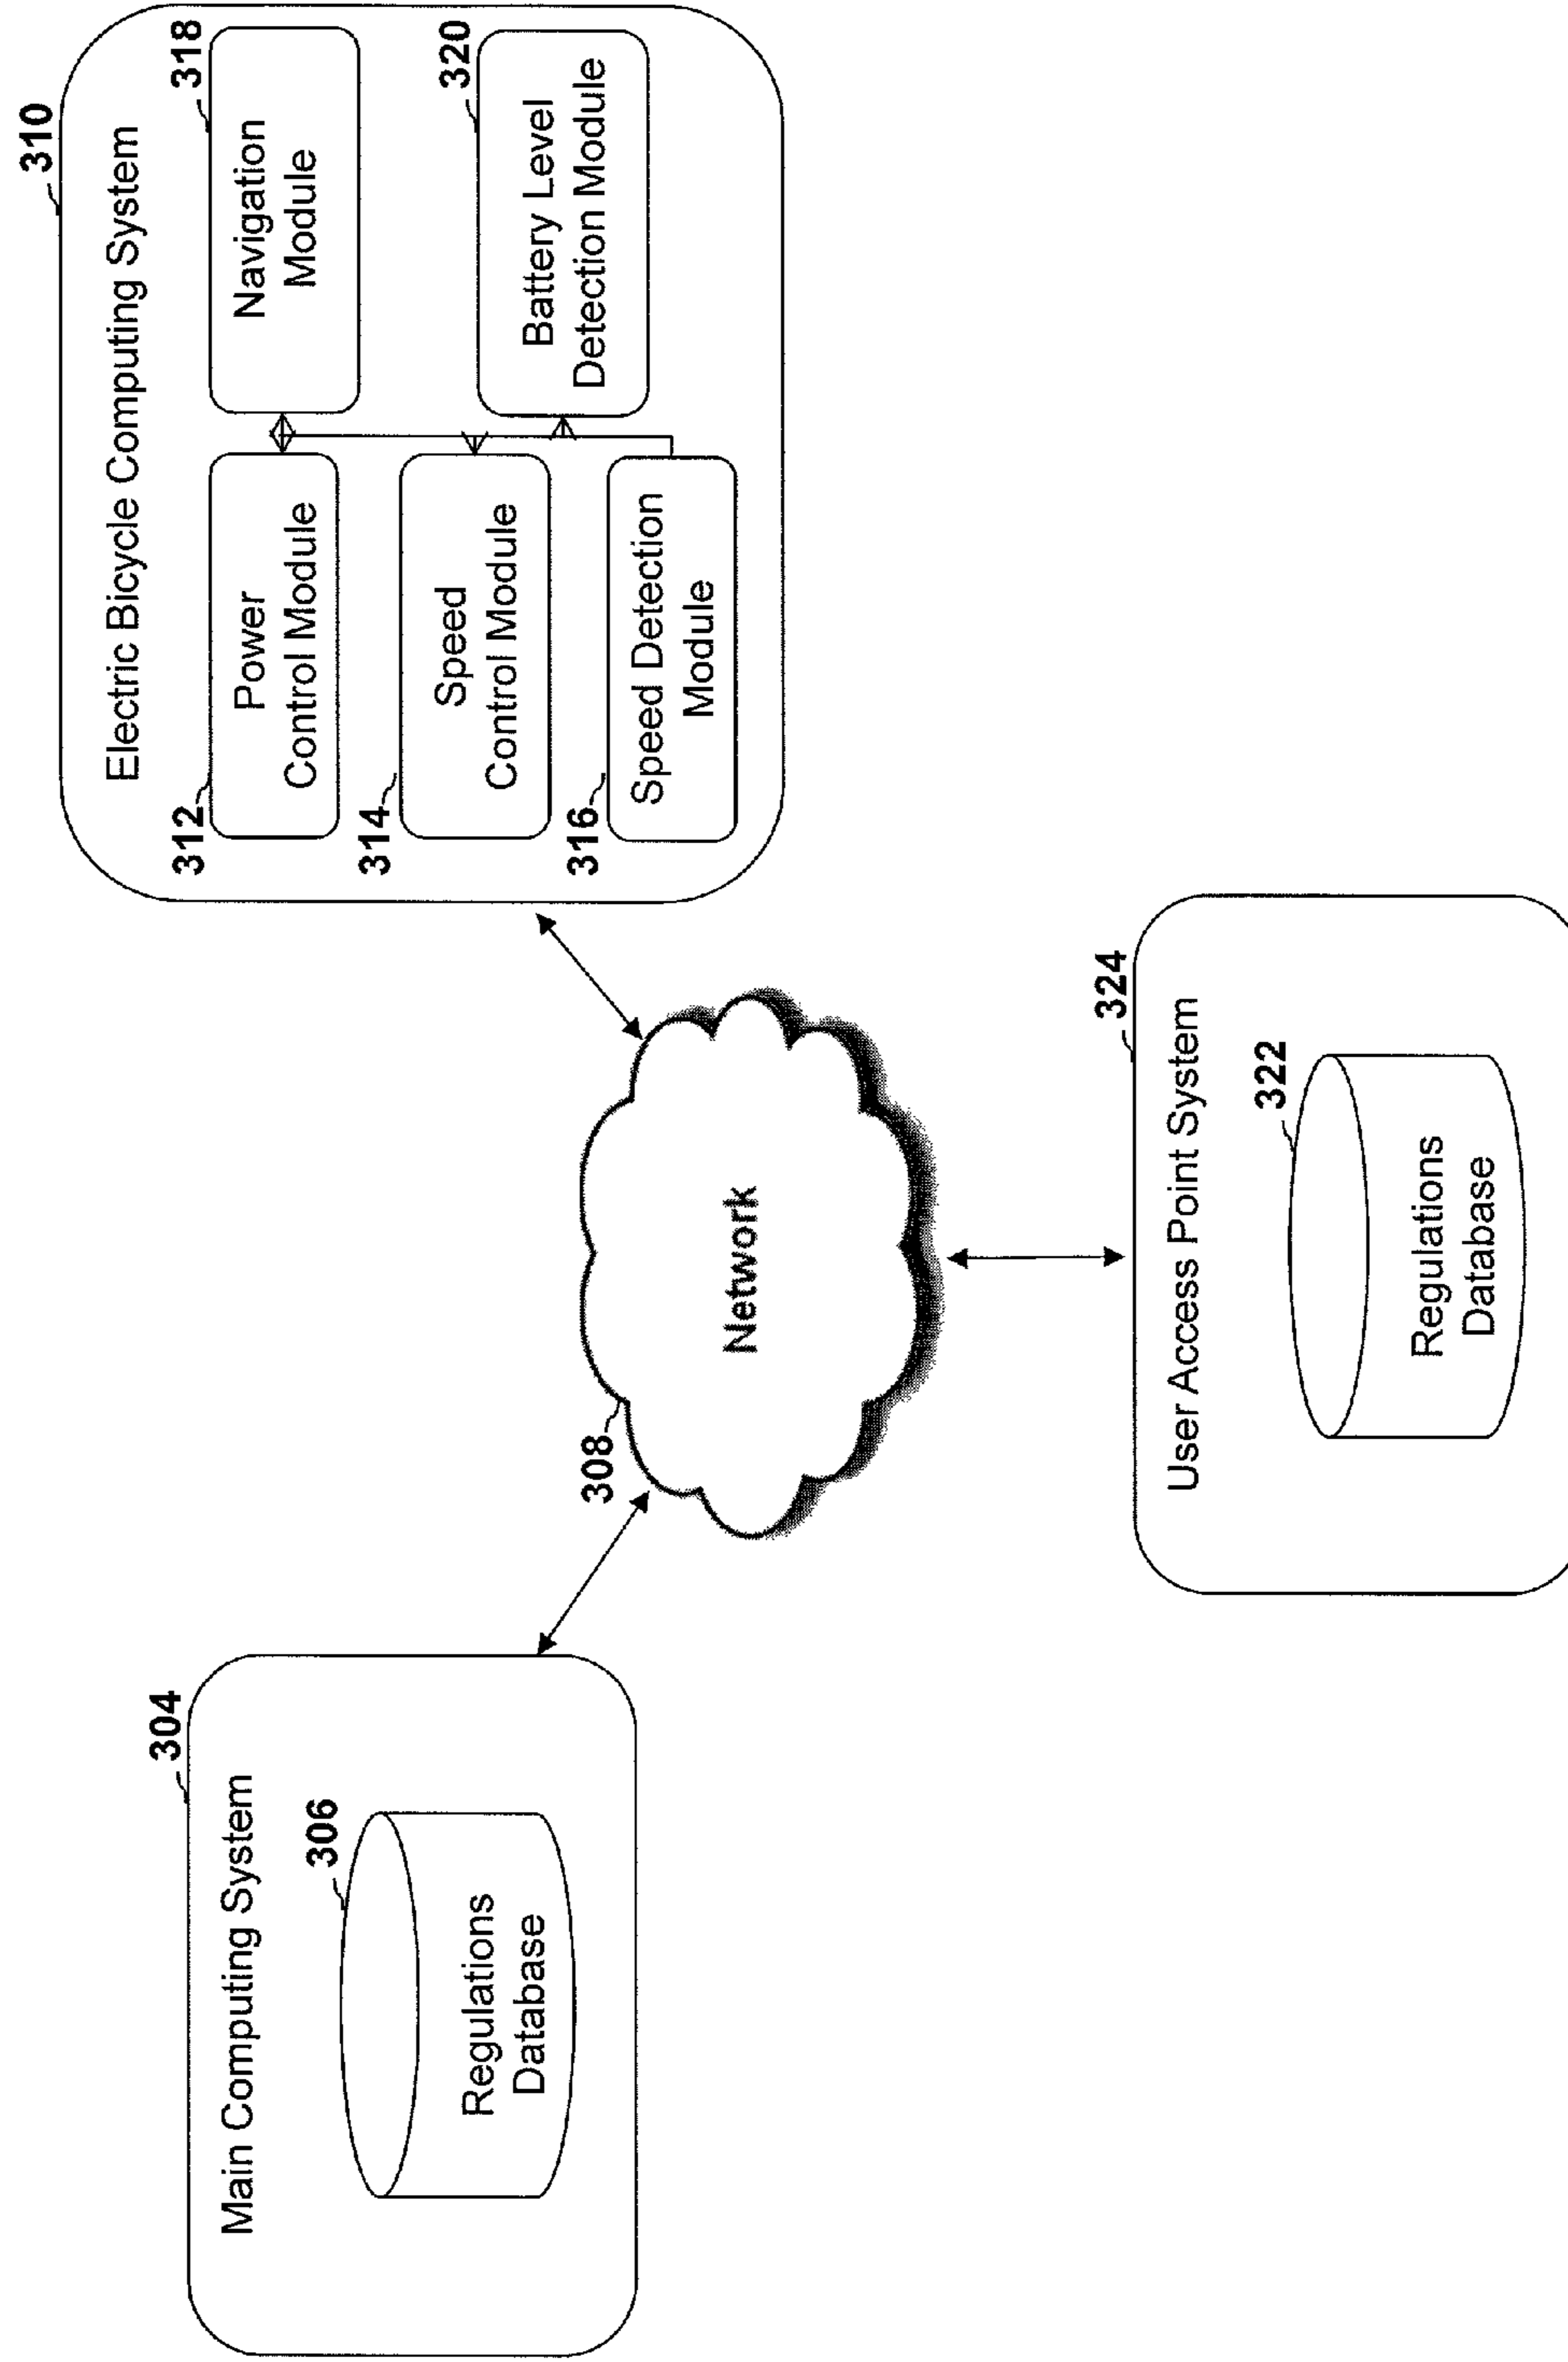 304
Main Computing System
306
Regulations
Database
308
Network
310
Electric Bicycle Computing System
312
Power
Control Module
318
Navigation
Module
314
Speed
Control Module
320
Battery Level
Detection Module
316
Speed Detection
Module
324
User Access Point System
322
Regulations
Database